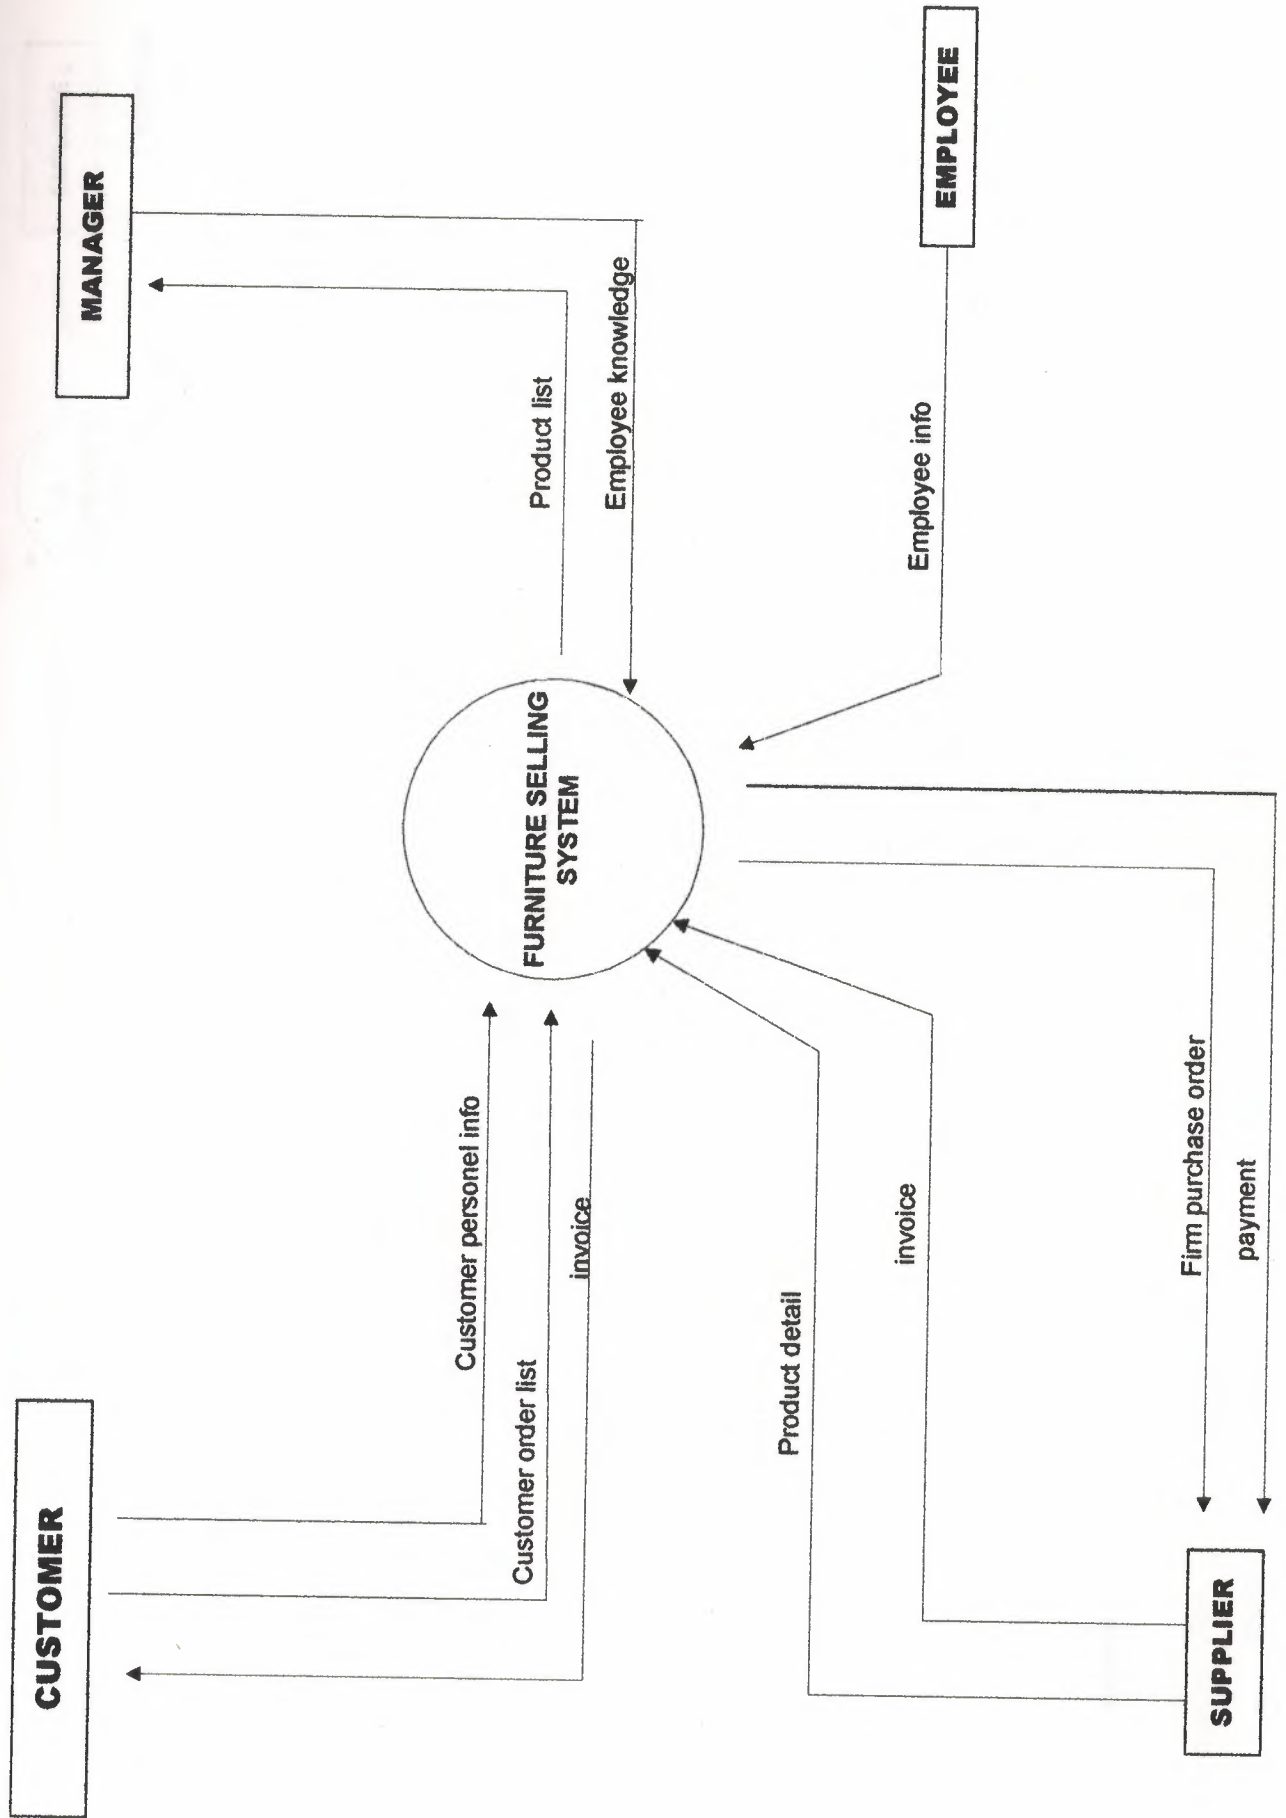 CUSTOMER
MANAGER
Customer personel info
Customer order list
invoice
FURNITURE SELLING
SYSTEM
Product list
Employee knowledge
Product detail
invoice
Employee info
Firm purchase order
payment
SUPPLIER
EMPLOYEE